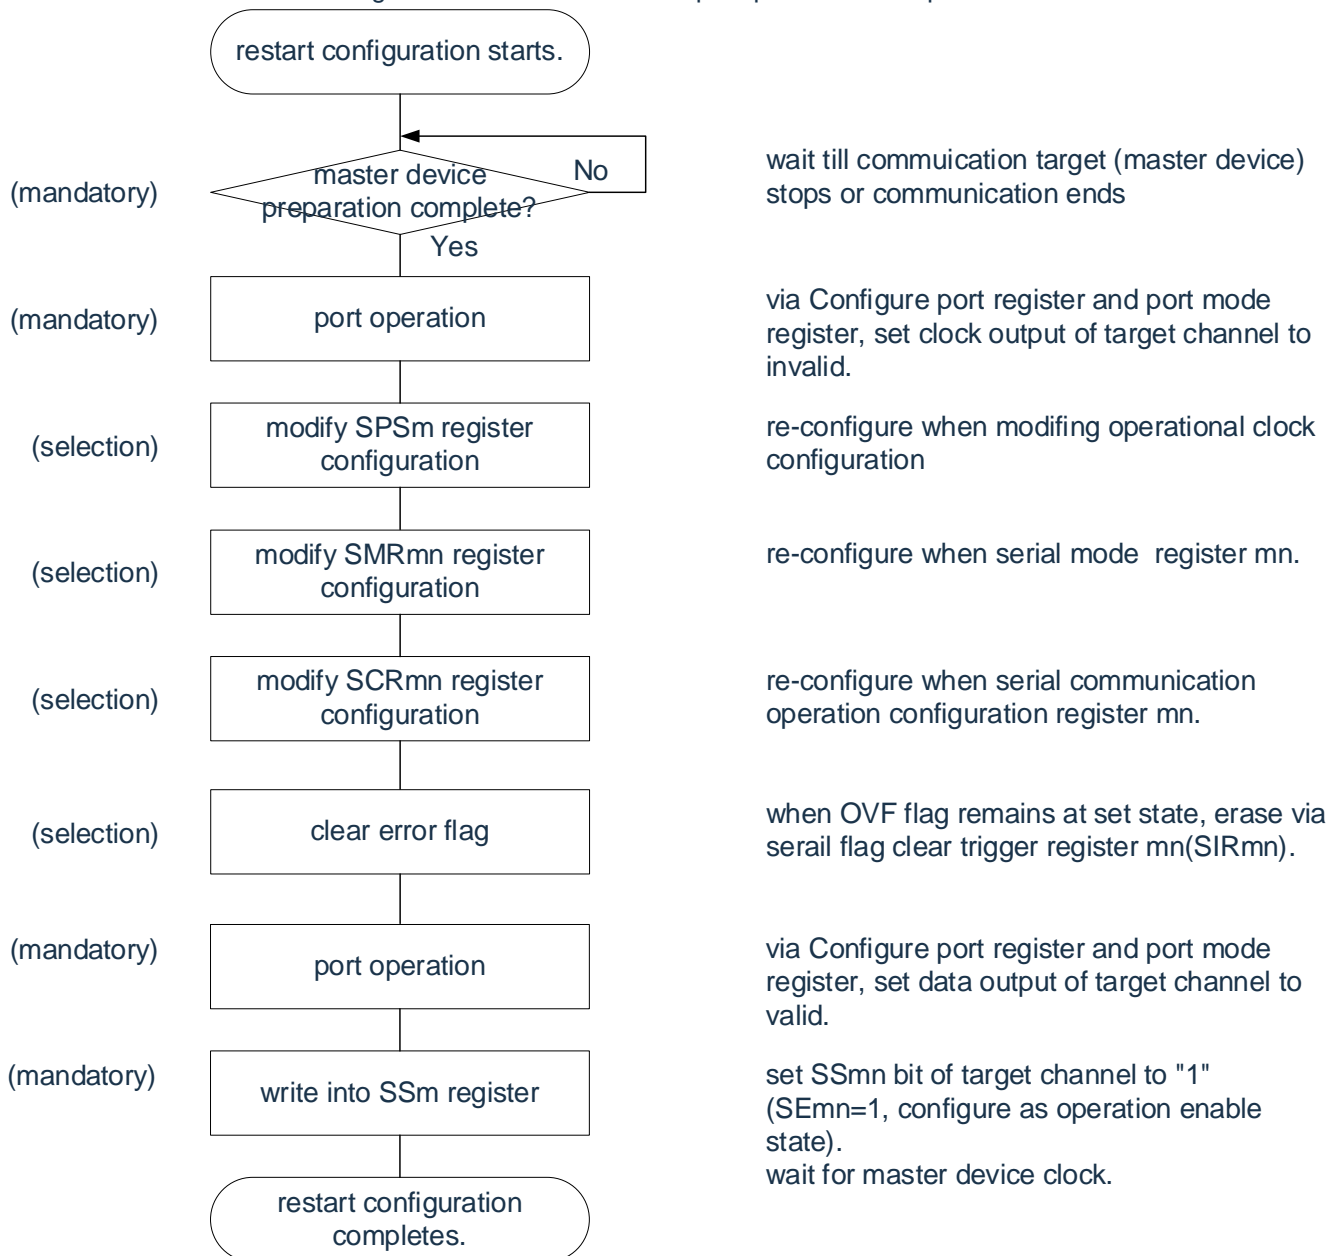 restart configuration starts.
(mandatory)
master device
preparation complete?
No
wait till commuication target (master device)
stops or communication ends
Yes
(mandatory)
port operation
via Configure port register and port mode
register, set clock output of target channel to
invalid.
(selection)
modify SPSm register
configuration
re-configure when modifing operational clock
configuration
(selection)
modify SMRmn register
configuration
re-configure when serial mode  register mn.
(selection)
modify SCRmn register
configuration
re-configure when serial communication
operation configuration register mn.
(selection)
clear error flag
when OVF flag remains at set state, erase via
serail flag clear trigger register mn(SIRmn).
(mandatory)
port operation
via Configure port register and port mode
register, set data output of target channel to
valid.
(mandatory)
write into SSm register
set SSmn bit of target channel to "1"
(SEmn=1, configure as operation enable
state).
wait for master device clock.
restart configuration
completes.